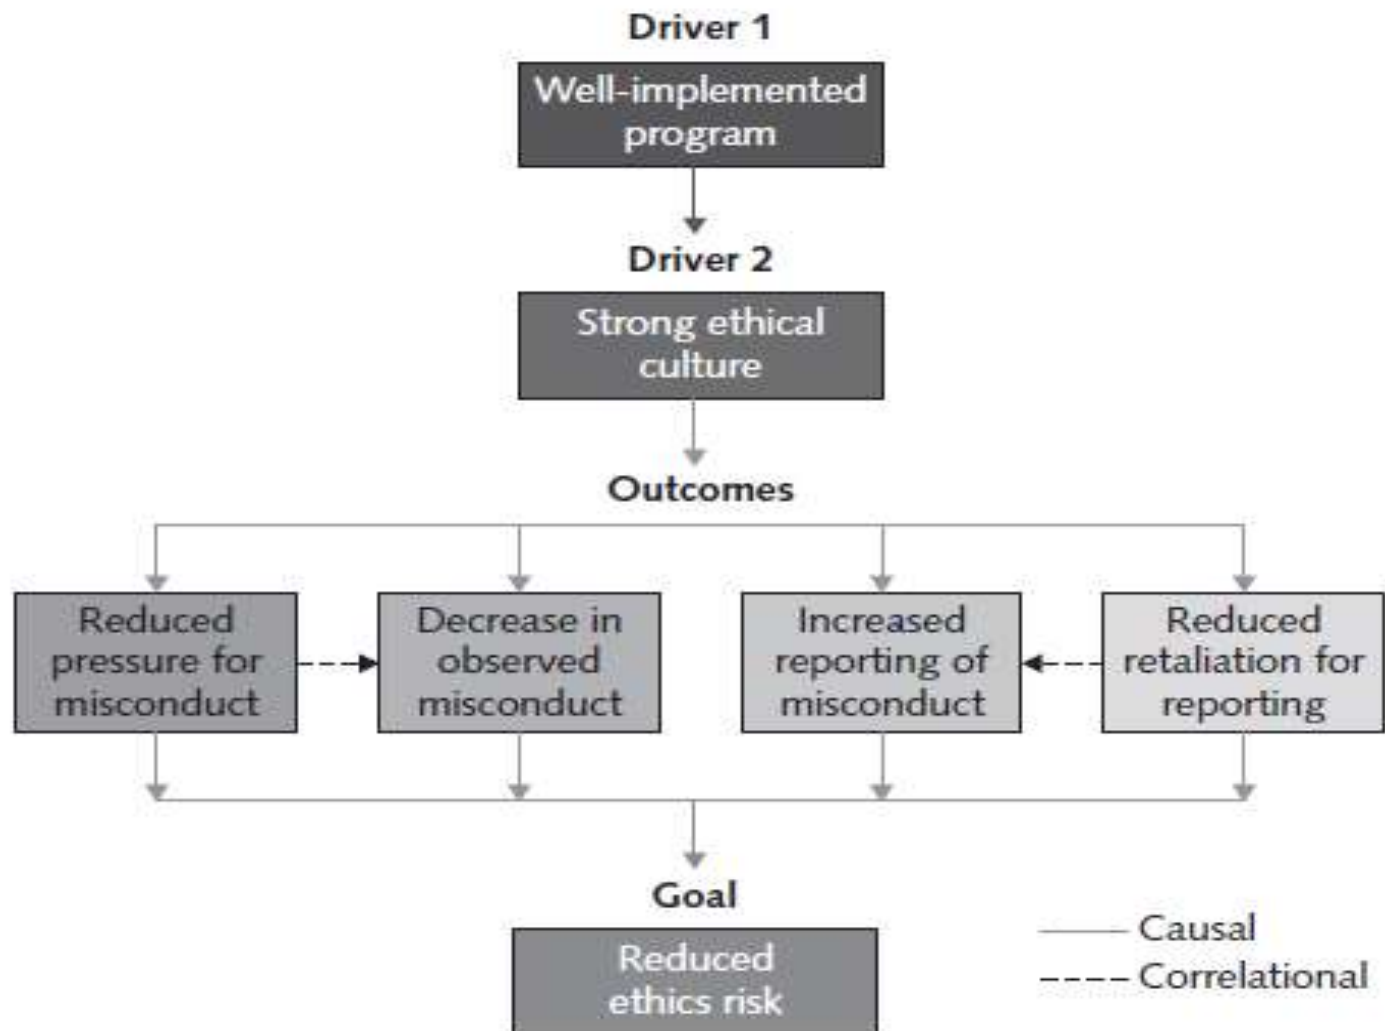 Driver 1
Well-implemented
program
Driver 2
Strong ethical
culture
Outcomes
Reduced
pressure for
misconduct
Decrease in
observed
misconduct
Increased
reporting of
misconduct
Reduced
retaliation for
reporting
Goal
Reduced
ethics risk
Causal
Correlational